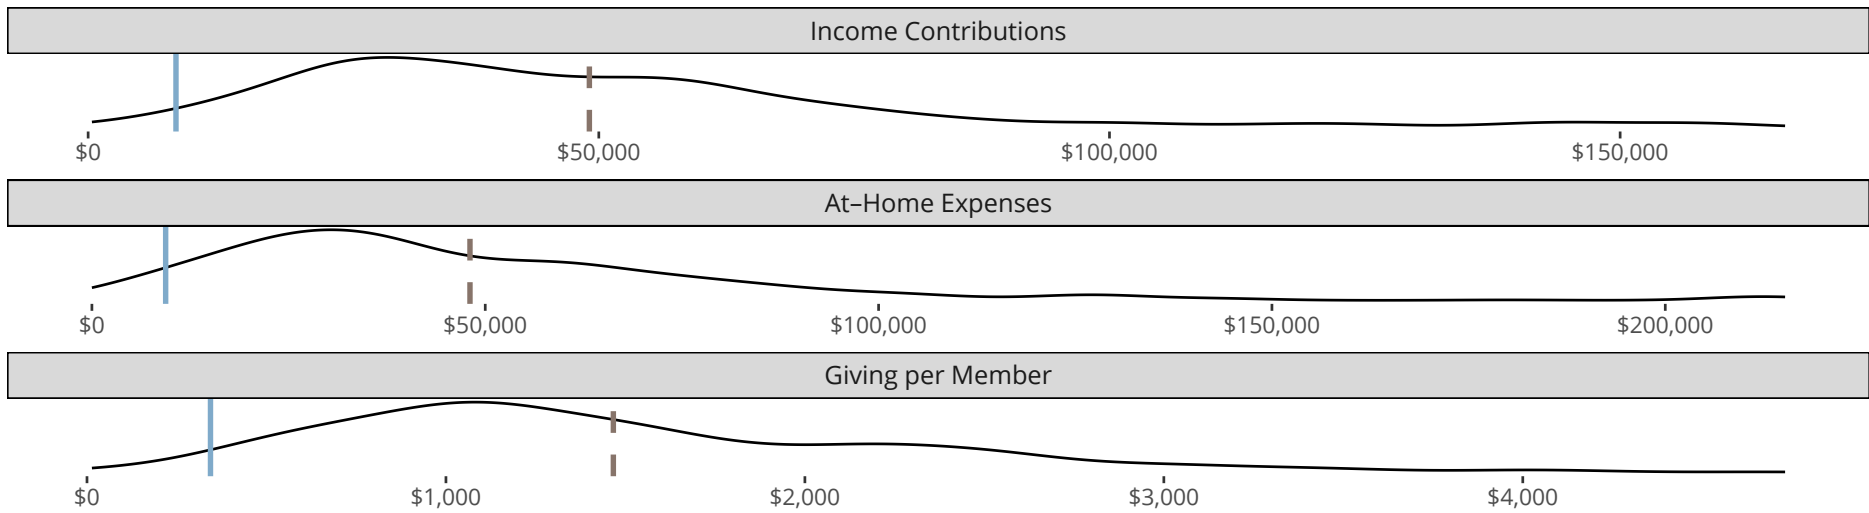 Income Contributions
$0 $50,000 $100,000 $150,000
At–Home Expenses
$0 $50,000 $100,000 $150,000 $200,000
Giving per Member
$0 $1,000 $2,000 $3,000 $4,000